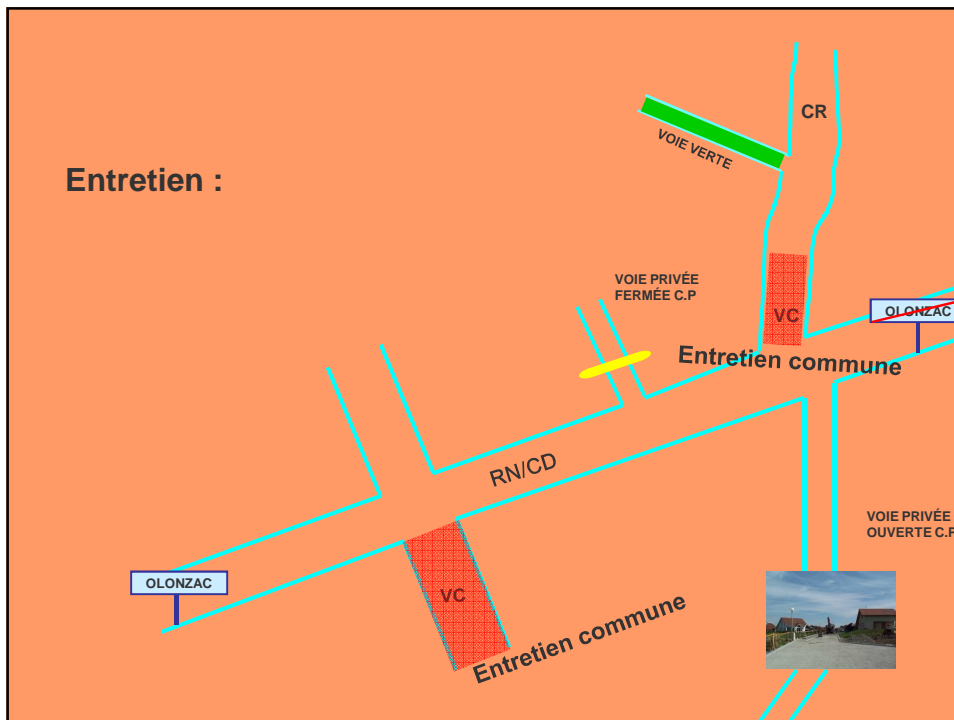 CR
VOIE VERTE
Entretien :
VOIE PRIVÉE
FERMÉE C.P
VC
OLONZAC
Entretien commune
RN/CD
VOIE PRIVÉE
OUVERTE C.P
OLONZAC
VC
Entretien commune